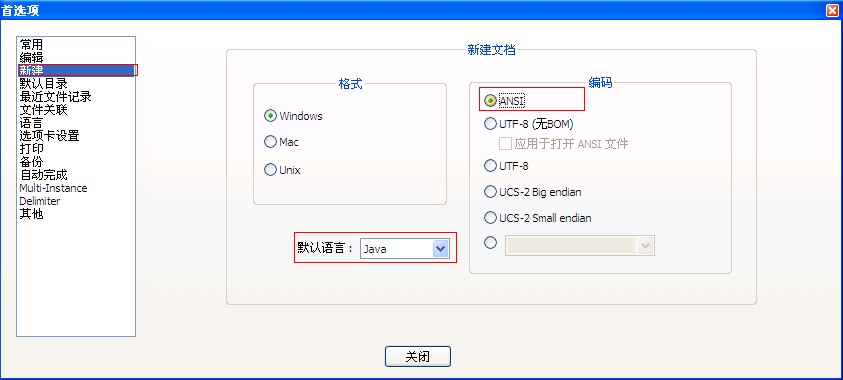 首选项
常用
编辑
新建
默认目录
最近文件记录
文件关联
语言
选项卡设置
打印
备份
自动完成
Multi-Instance
Delimiter
其他
新建文档
格式
Windows
Mac
Unix
默认语言： Java
编码
ANSI
UTF-8 (无BOM)
应用于打开 ANSI 文件
UTF-8
UCS-2 Big endian
UCS-2 Small endian
关闭